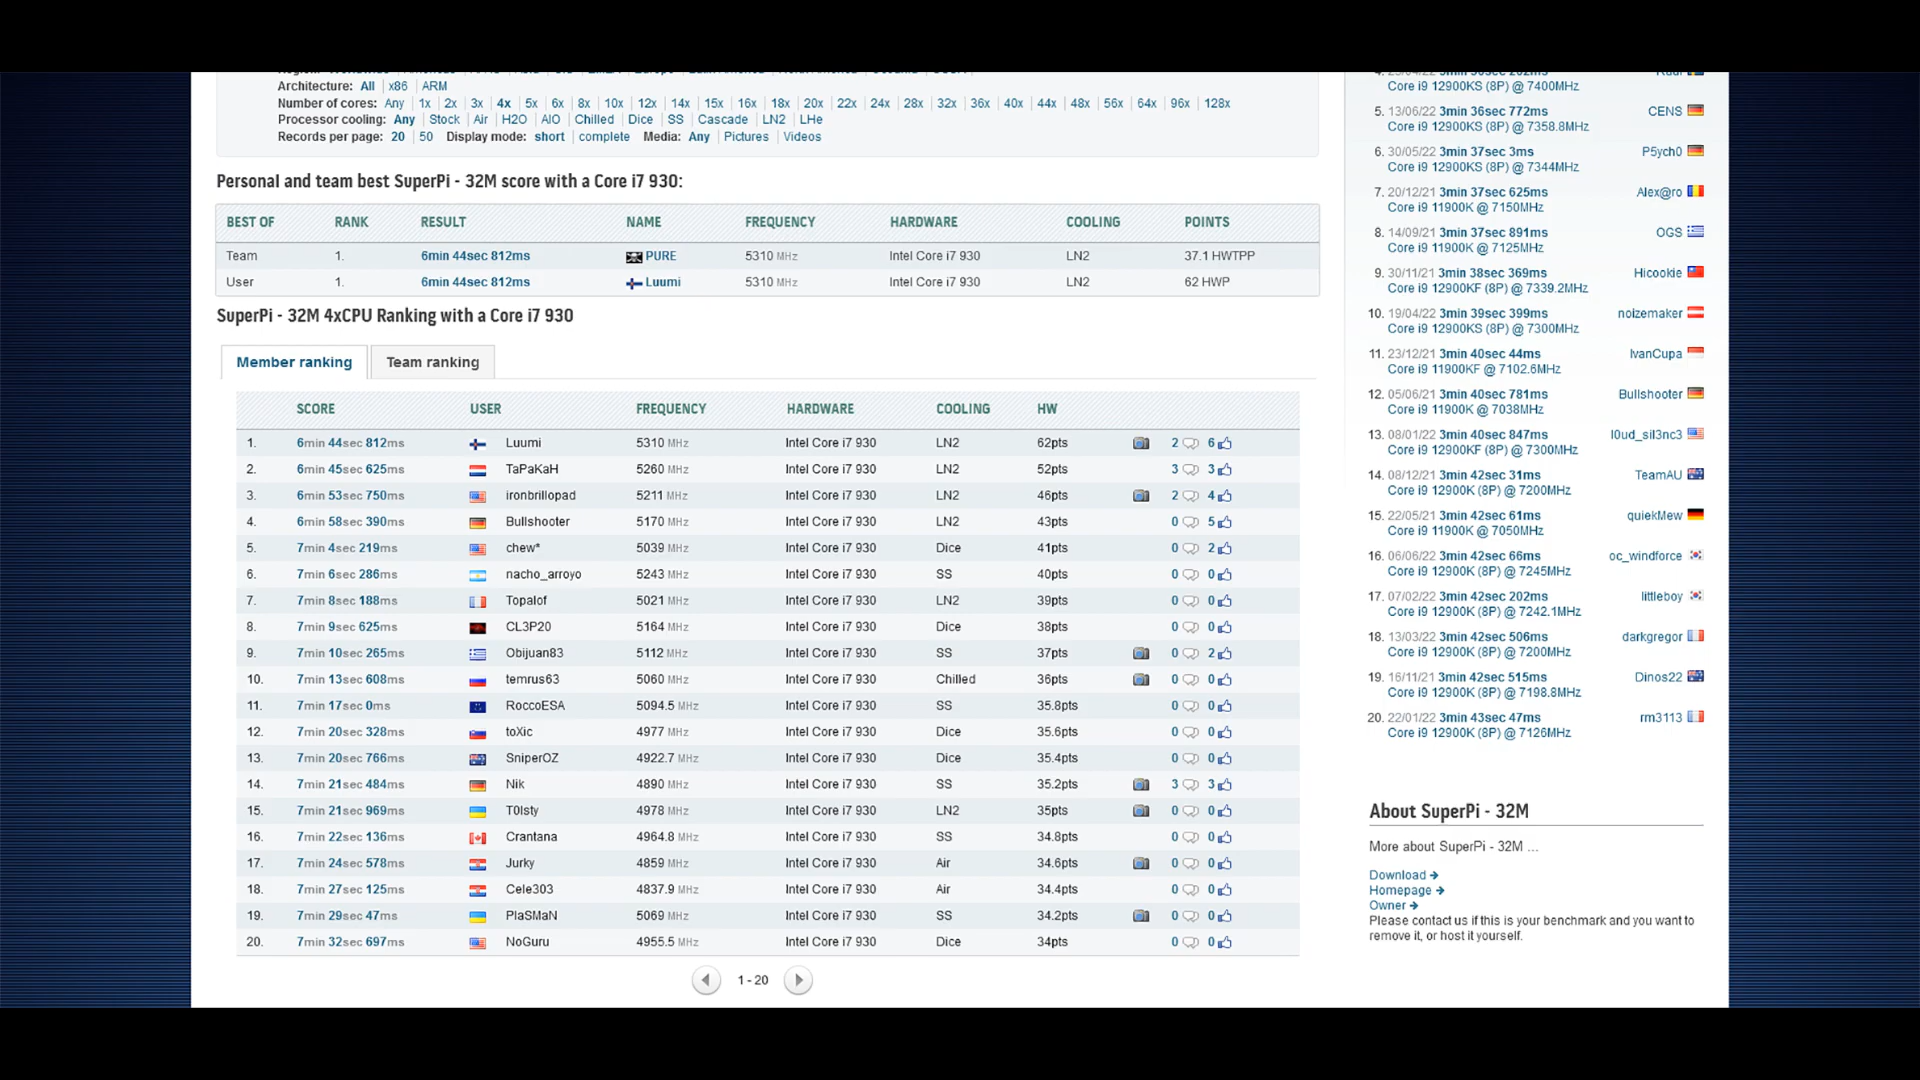 Architecture: All | x86 | ARM
Number of cores: Any | 1x | 2x | 3x | 4x | 5x | 6x | 8x | 10x | 12x | 14x | 15x | 16x | 18x | 20x | 22x | 24x | 28x | 32x | 36x | 40x | 44x | 48x | 56x | 64x | 96x | 128x
Processor cooling: Any | Stock | Air | H2O | AIO | Chilled | Dice | SS | Cascade | LN2 | LHe
Records per page: 20 | 50 Display mode: short | complete Media: Any | Pictures | Videos
Personal and team best SuperPi - 32M score with a Core i7 930:
BEST OF RANK RESULT NAME FREQUENCY HARDWARE COOLING POINTS
Team 1. 6min 44sec 812ms PURE 5310 MHz Intel Core i7 930 LN2 37.1 HWTPP
User 1. 6min 44sec 812ms Luumi 5310 MHz Intel Core i7 930 LN2 62 HWP
SuperPi - 32M 4xCPU Ranking with a Core i7 930
Member ranking Team ranking
SCORE USER FREQUENCY HARDWARE COOLING HW
1. 6min 44sec 812ms Luumi 5310 MHz Intel Core i7 930 LN2 62pts 2 6
2. 6min 45sec 625ms TaPaKaH 5260 MHz Intel Core i7 930 LN2 52pts 3 3
3. 6min 53sec 750ms ironbrillopad 5211 MHz Intel Core i7 930 LN2 46pts 2 4
4. 6min 58sec 390ms Bullshooter 5170 MHz Intel Core i7 930 LN2 43pts 0 5
5. 7min 4sec 219ms chew* 5039 MHz Intel Core i7 930 Dice 41pts 0 2
6. 7min 6sec 286ms nacho_arroyo 5243 MHz Intel Core i7 930 SS 40pts 0 0
7. 7min 8sec 188ms Topalof 5021 MHz Intel Core i7 930 LN2 39pts 0 0
8. 7min 9sec 625ms CL3P20 5164 MHz Intel Core i7 930 Dice 38pts 0 0
9. 7min 10sec 265ms Obijuan83 5112 MHz Intel Core i7 930 SS 37pts 0 2
10. 7min 13sec 608ms temrus63 5060 MHz Intel Core i7 930 Chilled 36pts 0 0
11. 7min 17sec 0ms RoccoESA 5094.5 MHz Intel Core i7 930 SS 35.8pts 0 0
12. 7min 20sec 328ms toXic 4977 MHz Intel Core i7 930 Dice 35.6pts 0 0
13. 7min 20sec 766ms SniperOZ 4922.7 MHz Intel Core i7 930 Dice 35.4pts 0 0
14. 7min 21sec 484ms Nik 4890 MHz Intel Core i7 930 SS 35.2pts 3 3
15. 7min 21sec 969ms T0lsty 4978 MHz Intel Core i7 930 LN2 35pts 0 0
16. 7min 22sec 136ms Crantana 4964.8 MHz Intel Core i7 930 SS 34.8pts 0 0
17. 7min 24sec 578ms Jurky 4859 MHz Intel Core i7 930 Air 34.6pts 0 0
18. 7min 27sec 125ms Cele303 4837.9 MHz Intel Core i7 930 Air 34.4pts 0 0
19. 7min 29sec 47ms PlaSMaN 5069 MHz Intel Core i7 930 SS 34.2pts 0 0
20. 7min 32sec 697ms NoGuru 4955.5 MHz Intel Core i7 930 Dice 34pts 0 0
1 - 20
Core i9 12900KS (8P) @ 7400MHz
5. 13/06/22 3min 36sec 772ms CENS
Core i9 12900KS (8P) @ 7358.8MHz
6. 30/05/22 3min 37sec 3ms P5ych0
Core i9 12900KS (8P) @ 7344MHz
7. 20/12/21 3min 37sec 625ms Alex@ro
Core i9 11900K @ 7150MHz
8. 14/09/21 3min 37sec 891ms OGS
Core i9 11900K @ 7125MHz
9. 30/11/21 3min 38sec 369ms Hicookie
Core i9 12900KF (8P) @ 7339.2MHz
10. 19/04/22 3min 39sec 399ms noizemaker
Core i9 12900KS (8P) @ 7300MHz
11. 23/12/21 3min 40sec 44ms IvanCupa
Core i9 11900KF @ 7102.6MHz
12. 05/06/21 3min 40sec 781ms Bullshooter
Core i9 11900K @ 7038MHz
13. 08/01/22 3min 40sec 847ms l0ud_sil3nc3
Core i9 12900KF (8P) @ 7300MHz
14. 08/12/21 3min 42sec 31ms TeamAU
Core i9 12900K (8P) @ 7200MHz
15. 22/05/21 3min 42sec 61ms quiekMew
Core i9 11900K @ 7050MHz
16. 06/06/22 3min 42sec 66ms oc_windforce
Core i9 12900K (8P) @ 7245MHz
17. 07/02/22 3min 42sec 202ms littleboy
Core i9 12900K (8P) @ 7242.1MHz
18. 13/03/22 3min 42sec 506ms darkgregor
Core i9 12900K (8P) @ 7200MHz
19. 16/11/21 3min 42sec 515ms Dinos22
Core i9 12900K (8P) @ 7198.8MHz
20. 22/01/22 3min 43sec 47ms rm3113
Core i9 12900K (8P) @ 7126MHz
About SuperPi - 32M
More about SuperPi - 32M ...
Download
Homepage
Owner
Please contact us if this is your benchmark and you want to
remove it, or host it yourself.